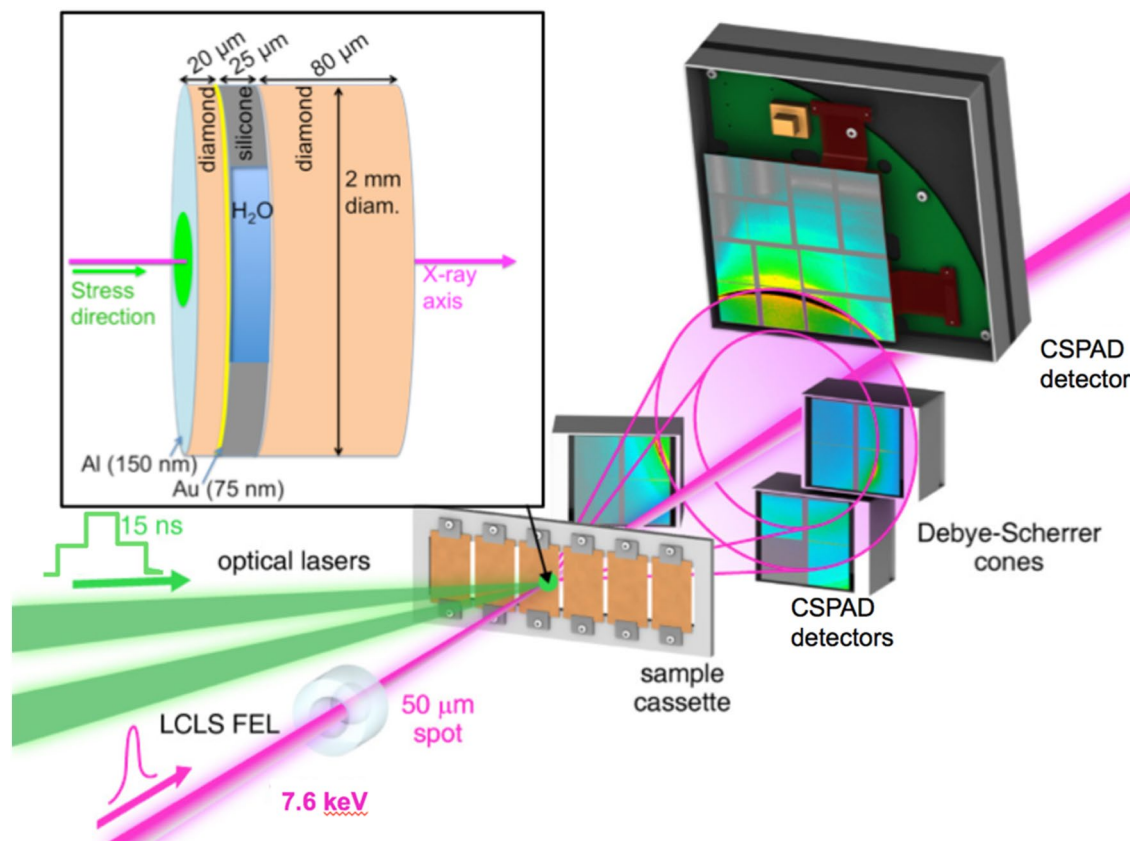 20 μm
25 μm
80 μm
diamond
silicone
diamond
H₂O
2 mm
diam.
Stress
direction
X-ray
axis
Al (150 nm)
Au (75 nm)
CSPAD
detector
15 ns
optical lasers
Debye-Scherrer
cones
CSPAD
detectors
sample
cassette
50 μm
spot
LCLS FEL
7.6 keV